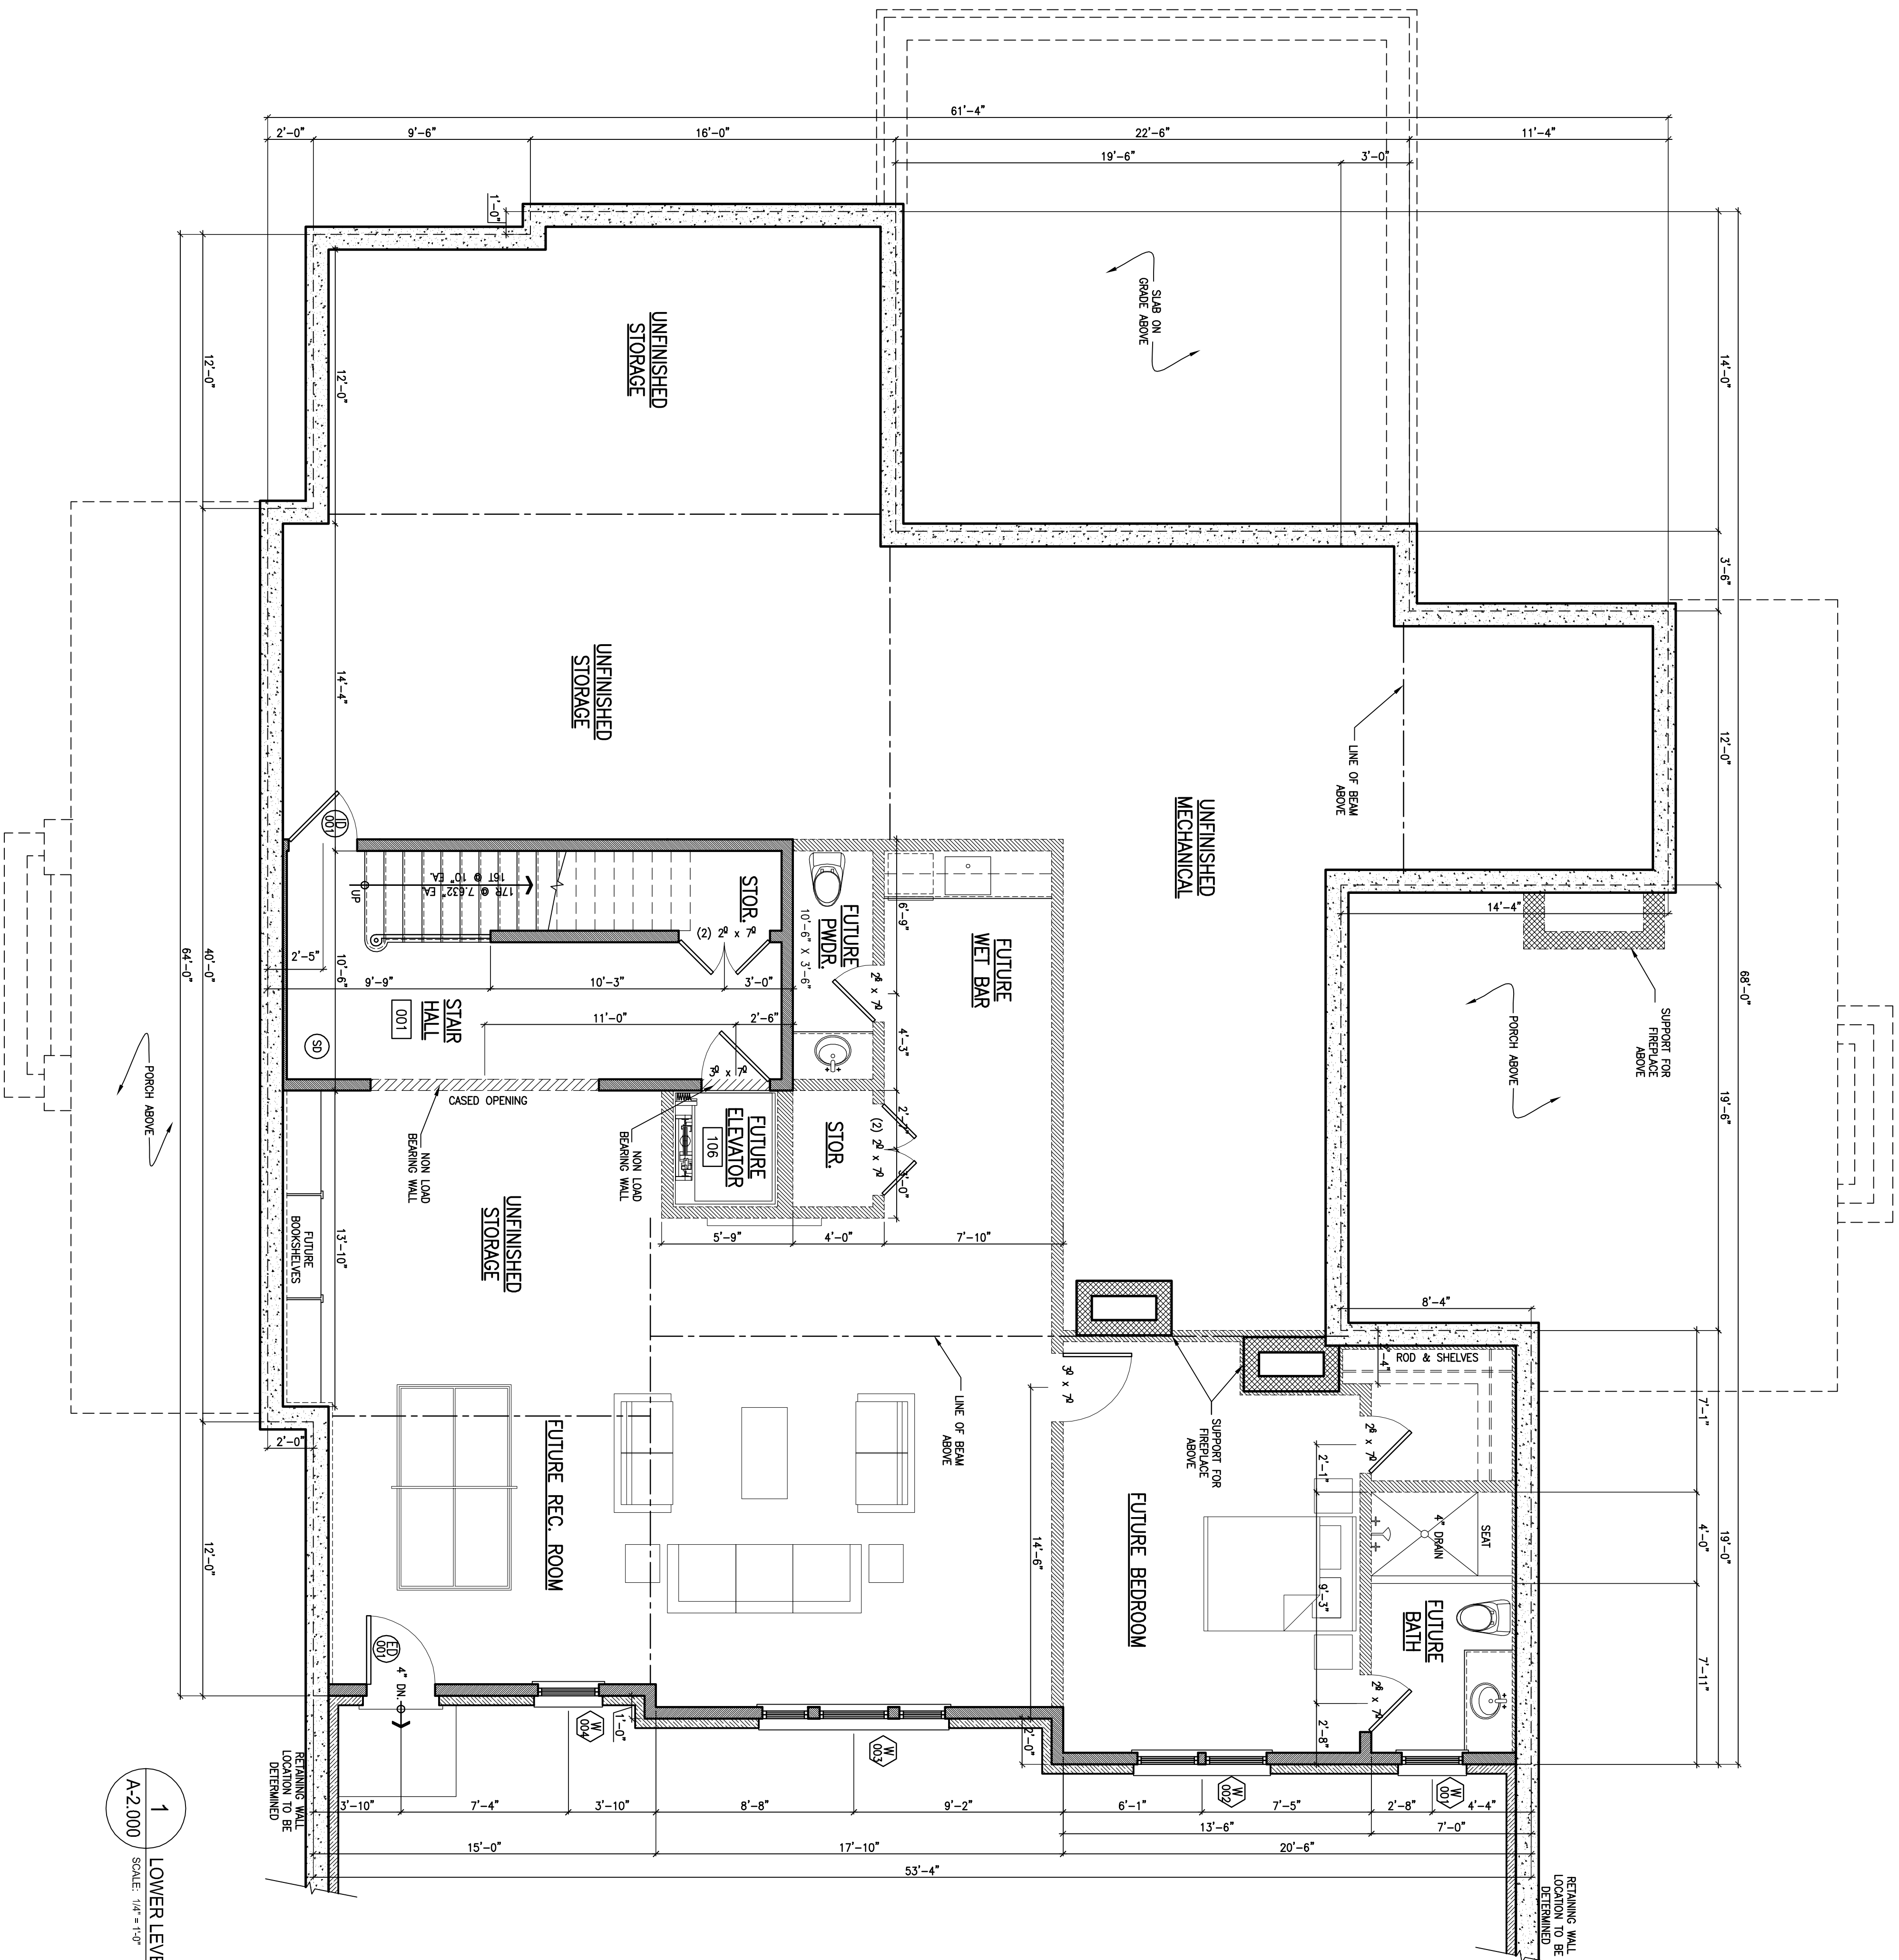 61'-4"
2'-0"
9'-6"
16'-0"
22'-6"
11'-4"
19'-6"
3'-0"
1'-0"
14'-0"
3'-6"
12'-0"
19'-6"
68'-0"
12'-0"
40'-0"
64'-0"
12'-0"
12'-0"
14'-4"
10'-6"
13'-10"
SLAB ON
GRADE ABOVE
UNFINISHED
STORAGE
UNFINISHED
STORAGE
UNFINISHED
MECHANICAL
LINE OF BEAM
ABOVE
14'-4"
SUPPORT FOR
FIREPLACE
ABOVE
PORCH ABOVE
PORCH ABOVE
ID
001
UP
17R @ 7.632" EA.
16T @ 10" EA.
STOR.
(2) 2⁰ x 7⁰
2'-5"
9'-9"
10'-3"
3'-0"
11'-0"
2'-6"
STAIR
HALL
001
SD
CASED OPENING
NON LOAD
BEARING WALL
NON LOAD
BEARING WALL
3⁰ x 7⁰
FUTURE
PWDR.
10'-6" X 3'-6"
2⁶ x 7⁰
6'-9"
4'-3"
FUTURE
WET BAR
FUTURE
ELEVATOR
106
STOR.
(2) 2⁰ x 7⁰
3'-0"
5'-9"
4'-0"
7'-10"
UNFINISHED
STORAGE
FUTURE
BOOKSHELVES
2'-0"
LINE OF BEAM
ABOVE
3⁰ x 7⁰
14'-6"
SUPPORT FOR
FIREPLACE
ABOVE
8'-4"
ROD & SHELVES
2⁶ x 7⁰
2'-1"
9'-3"
2'-8"
7'-1"
4'-0"
7'-11"
19'-0"
SEAT
4" DRAIN
FUTURE
BATH
2⁶ x 7⁰
FUTURE BEDROOM
FUTURE REC. ROOM
ED
001
4" DN.
W
004
W
003
W
002
W
001
1'-0"
2'-0"
3'-10"
7'-4"
3'-10"
8'-8"
9'-2"
6'-1"
7'-5"
2'-8"
4'-4"
13'-6"
7'-0"
15'-0"
17'-10"
20'-6"
53'-4"
RETAINING WALL
LOCATION TO BE
DETERMINED
RETAINING WALL
LOCATION TO BE
DETERMINED
1
A-2.000
LOWER LEVE
SCALE: 1/4" = 1'-0"